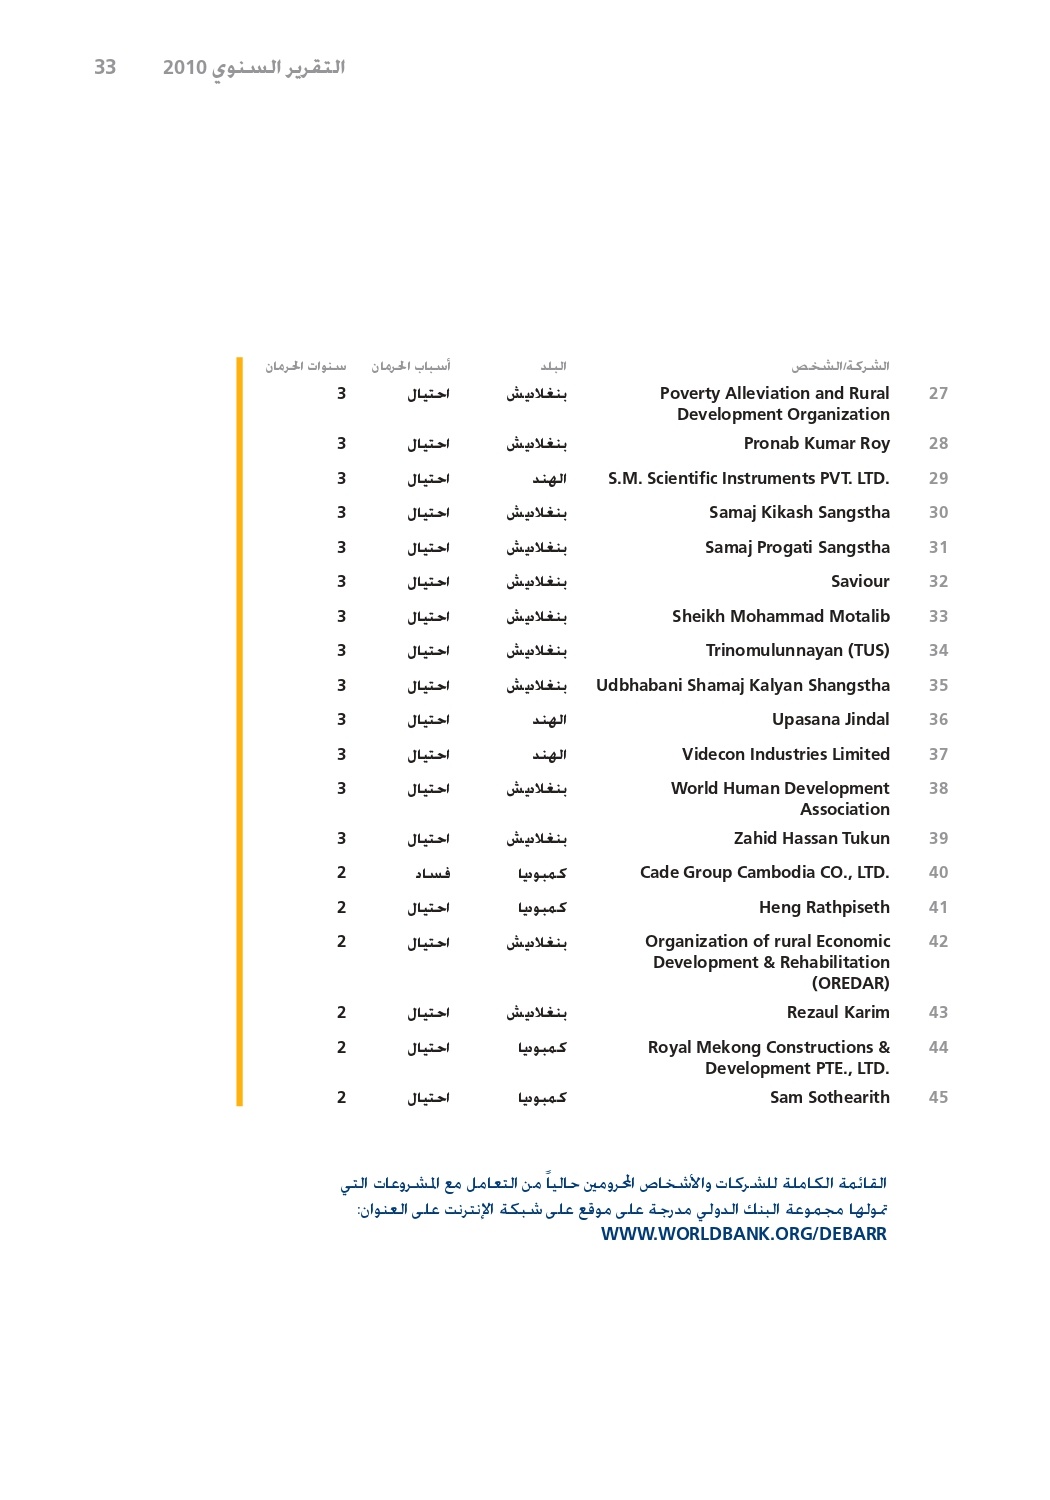 التقرير السنوي 2010 33
الشركة/الشخص البلد أسباب الحرمان سنوات الحرمان
27 Poverty Alleviation and Rural بنغلاديش احتيال 3
Development Organization
28 Pronab Kumar Roy بنغلاديش احتيال 3
29 S.M. Scientific Instruments PVT. LTD. الهند احتيال 3
30 Samaj Kikash Sangstha بنغلاديش احتيال 3
31 Samaj Progati Sangstha بنغلاديش احتيال 3
32 Saviour بنغلاديش احتيال 3
33 Sheikh Mohammad Motalib بنغلاديش احتيال 3
34 Trinomulunnayan (TUS) بنغلاديش احتيال 3
35 Udbhabani Shamaj Kalyan Shangstha بنغلاديش احتيال 3
36 Upasana Jindal الهند احتيال 3
37 Videcon Industries Limited الهند احتيال 3
38 World Human Development بنغلاديش احتيال 3
Association
39 Zahid Hassan Tukun بنغلاديش احتيال 3
40 Cade Group Cambodia CO., LTD. كمبوديا فساد 2
41 Heng Rathpiseth كمبوديا احتيال 2
42 Organization of rural Economic بنغلاديش احتيال 2
Development & Rehabilitation
(OREDAR)
43 Rezaul Karim بنغلاديش احتيال 2
44 Royal Mekong Constructions & كمبوديا احتيال 2
Development PTE., LTD.
45 Sam Sothearith كمبوديا احتيال 2
القائمة الكاملة للشركات والأشخاص المحرومين حالياً من التعامل مع المشروعات التي
تمولها مجموعة البنك الدولي مدرجة على موقع على شبكة الإنترنت على العنوان:
WWW.WORLDBANK.ORG/DEBARR